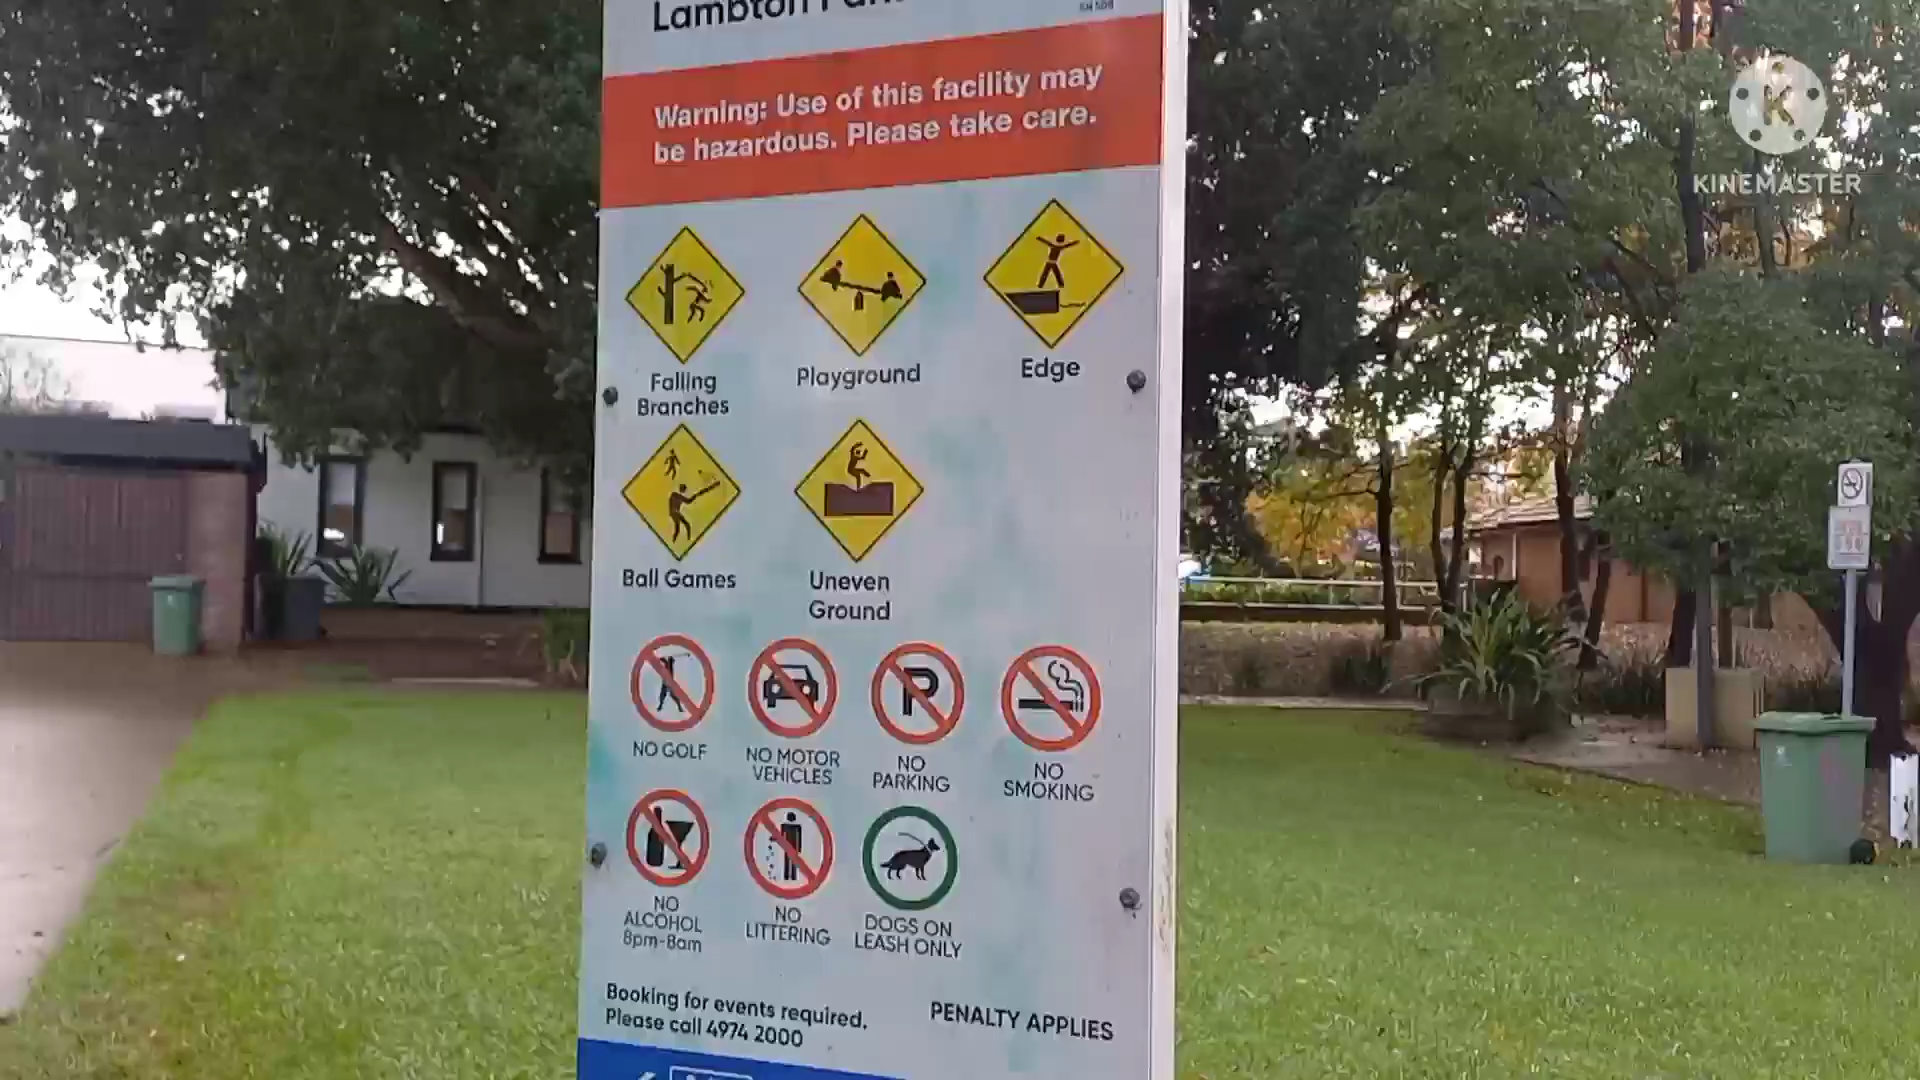 Lambton Park
KINEMASTER
Warning: Use of this facility may
be hazardous. Please take care.
Falling
Branches
Playground
Edge
Ball Games
Uneven
Ground
P
NO GOLF
NO MOTOR
VEHICLES
NO
PARKING
NO
SMOKING
NO
ALCOHOL
8pm-8am
NO
LITTERING
DOGS ON
LEASH ONLY
Booking for events required.
Please call 4974 2000
PENALTY APPLIES